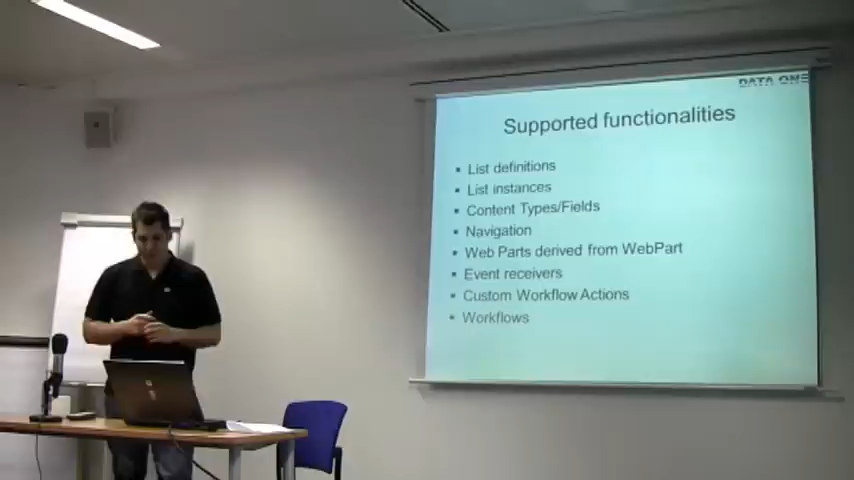 DATA ONE
Supported functionalities
List definitions
List instances
Content Types/Fields
Navigation
Web Parts derived from WebPart
Event receivers
Custom Workflow Actions
Workflows